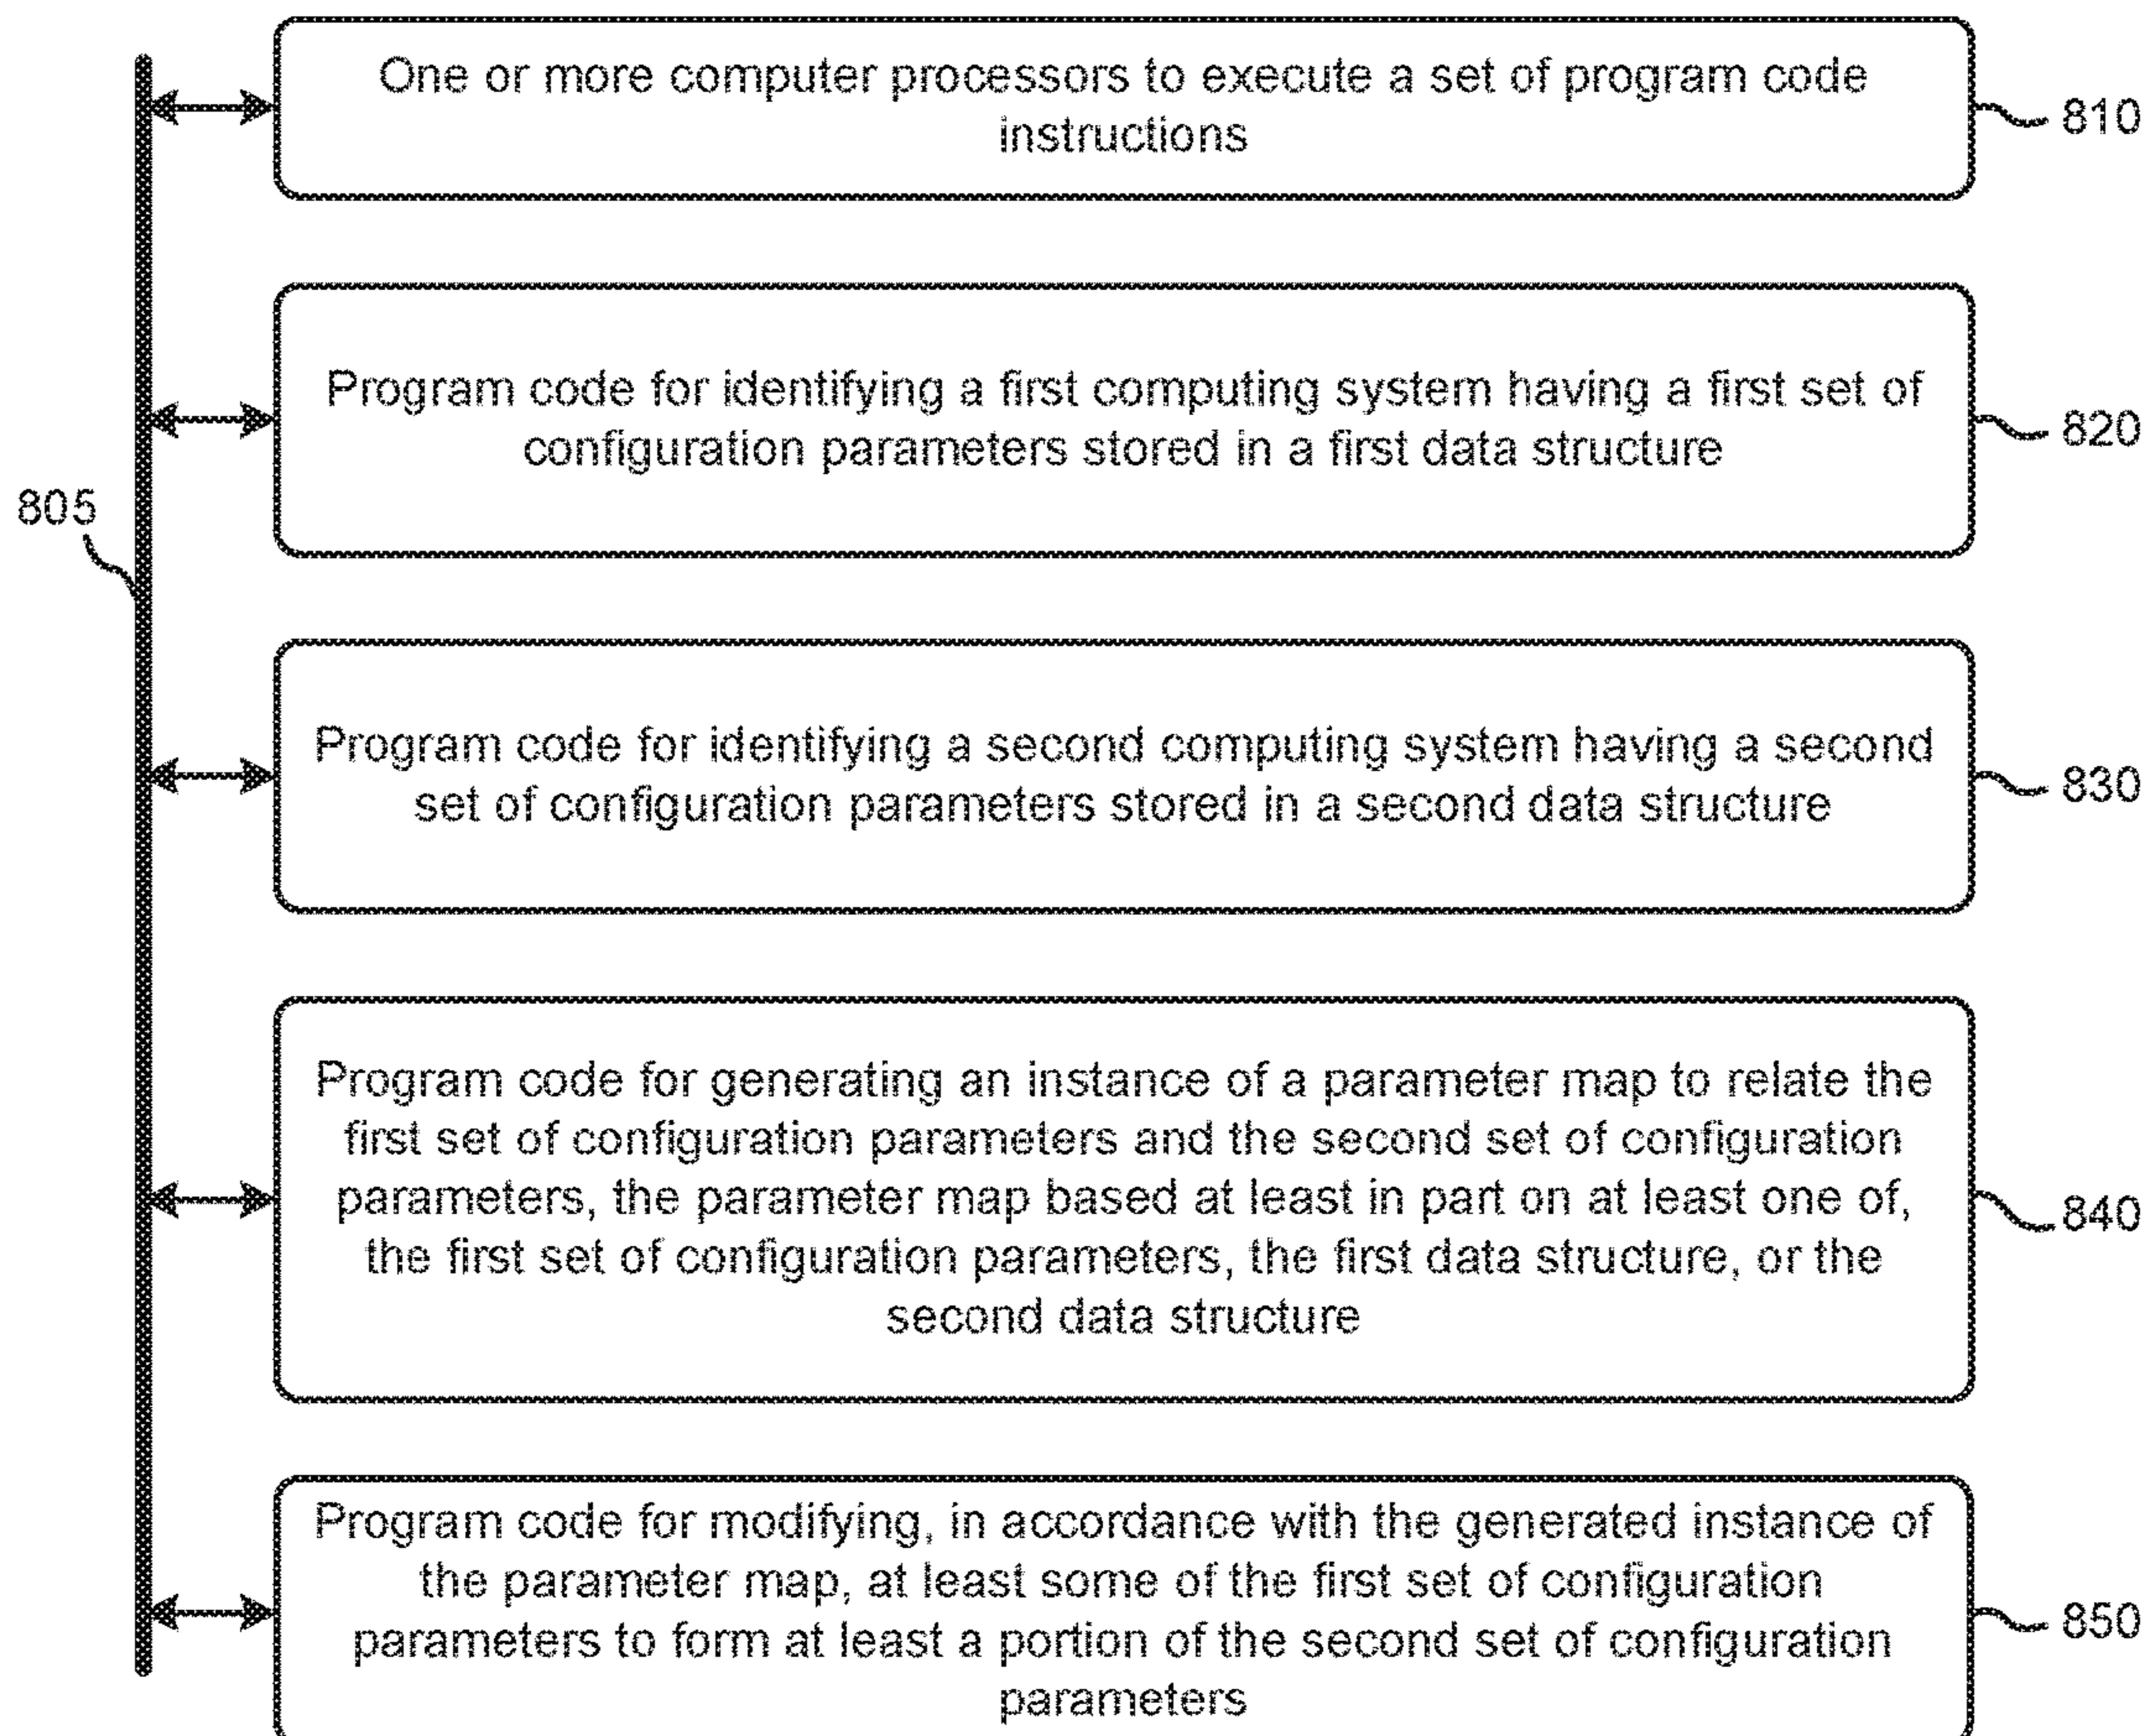 One or more computer processors to execute a set of program code
instructions
810
Program code for identifying a first computing system having a first set of
configuration parameters stored in a first data structure
820
805
Program code for identifying a second computing system having a second
set of configuration parameters stored in a second data structure
830
Program code for generating an instance of a parameter map to relate the
first set of configuration parameters and the second set of configuration
parameters, the parameter map based at least in part on at least one of,
the first set of configuration parameters, the first data structure, or the
second data structure
840
Program code for modifying, in accordance with the generated instance of
the parameter map, at least some of the first set of configuration
parameters to form at least a portion of the second set of configuration
parameters
850